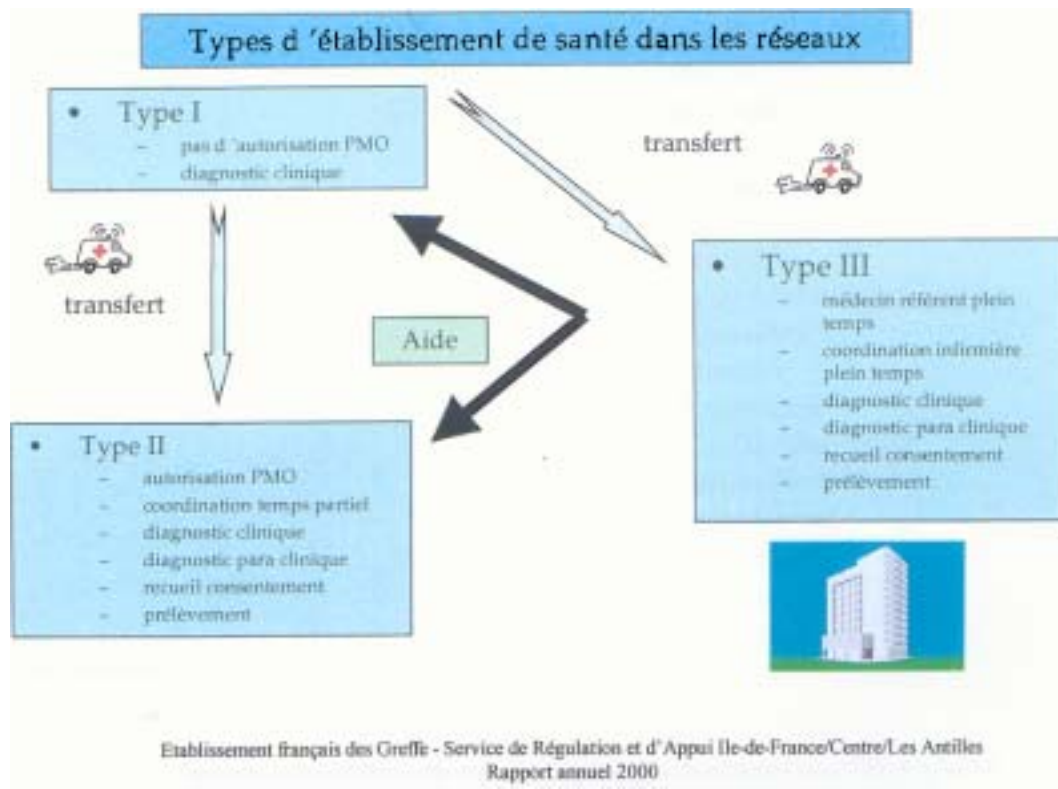 Types d 'établissement de santé dans les réseaux
• Type I
– pas d 'autorisation PMO
– diagnostic clinique
transfert
transfert
Aide
• Type III
– médecin référent plein
temps
– coordination infirmière
plein temps
– diagnostic clinique
– diagnostic para clinique
– recueil consentement
– prélèvement
• Type II
– autorisation PMO
– coordination temps partiel
– diagnostic clinique
– diagnostic para clinique
– recueil consentement
– prélèvement
Etablissement français des Greffe - Service de Régulation et d'Appui Ile-de-France/Centre/Les Antilles
Rapport annuel 2000